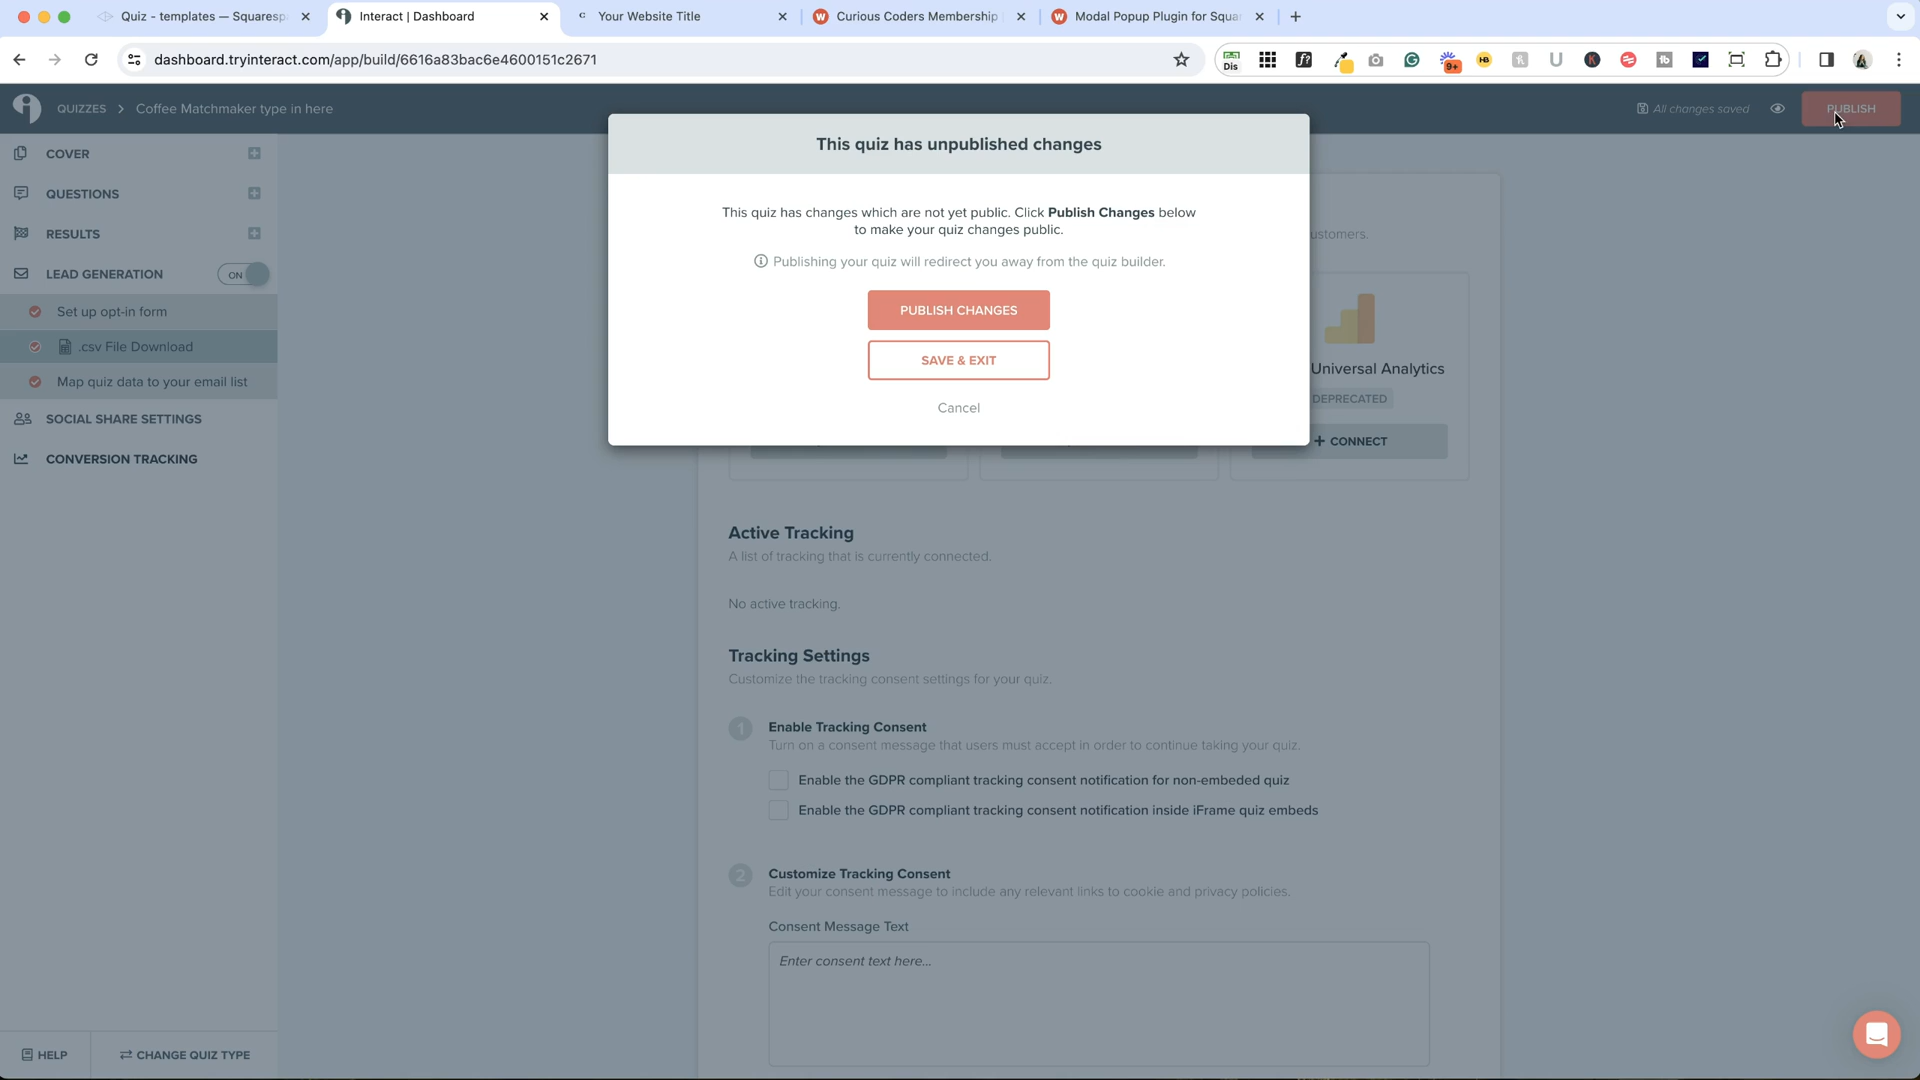 Quiz - templates — Squaresp
Interact | Dashboard
Your Website Title
Curious Coders Membership
Modal Popup Plugin for Squa
dashboard.tryinteract.com/app/build/6616a83bac6e4600151c2671
Dis
f?
9+
HB
QUIZZES > Coffee Matchmaker type in here
All changes saved
PUBLISH
COVER
QUESTIONS
RESULTS
LEAD GENERATION
ON
Set up opt-in form
.csv File Download
Map quiz data to your email list
SOCIAL SHARE SETTINGS
CONVERSION TRACKING
HELP
CHANGE QUIZ TYPE
This quiz has unpublished changes
This quiz has changes which are not yet public. Click Publish Changes below
to make your quiz changes public.
Publishing your quiz will redirect you away from the quiz builder.
PUBLISH CHANGES
SAVE & EXIT
Cancel
ustomers.
Universal Analytics
DEPRECATED
+ CONNECT
Active Tracking
A list of tracking that is currently connected.
No active tracking.
Tracking Settings
Customize the tracking consent settings for your quiz.
1 Enable Tracking Consent
Turn on a consent message that users must accept in order to continue taking your quiz.
Enable the GDPR compliant tracking consent notification for non-embeded quiz
Enable the GDPR compliant tracking consent notification inside iFrame quiz embeds
2 Customize Tracking Consent
Edit your consent message to include any relevant links to cookie and privacy policies.
Consent Message Text
Enter consent text here...